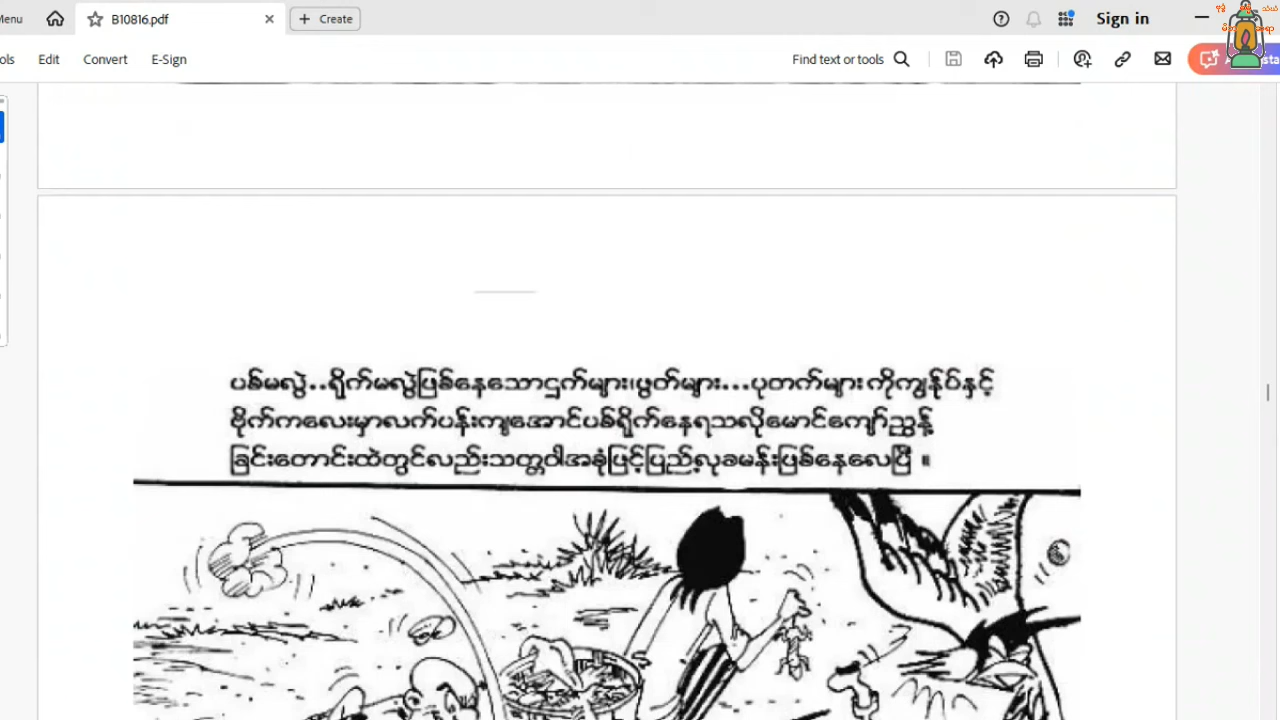 Menu
B10816.pdf
Create
Sign in
ols
Edit
Convert
E-Sign
Find text or tools
ပစ်မလွဲ..ရိုက်မလွဲဖြစ်နေသောငှက်များ၊ဖွတ်များ...ပုတက်များကိုကျွန်ုပ်နှင့်
ဗိုက်ကလေးမှာလက်ပန်းကျအောင်ပစ်ရိုက်နေရသလိုမောင်ကျော်ညွန့်
ခြင်းတောင်းထဲတွင်လည်းသတ္တဝါအစုံဖြင့်ပြည့်လုခမန်းဖြစ်နေလေပြီ ။